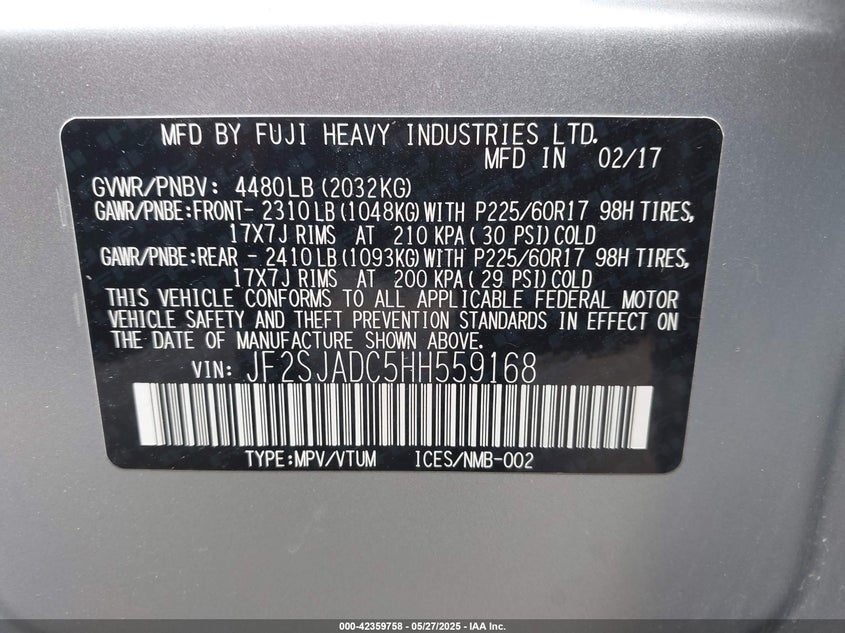 MFD BY FUJI HEAVY INDUSTRIES LTD.
MFD IN 02/17
GVWR/PNBV: 4480LB (2032KG)
GAWR/PNBE:FRONT- 2310LB (1048KG) WITH P225/60R17 98H TIRES,
17X7J RIMS AT 210 KPA ( 30 PSI) COLD
GAWR/PNBE:REAR - 2410LB (1093KG) WITH P225/60R17 98H TIRES,
17X7J RIMS AT 200 KPA ( 29 PSI) COLD
THIS VEHICLE CONFORMS TO ALL APPLICABLE FEDERAL MOTOR
VEHICLE SAFETY AND THEFT PREVENTION STANDARDS IN EFFECT ON
THE DATE OF MANUFACTURE SHOWN ABOVE.
VIN: JF2SJADC5HH559168
TYPE:MPV/VTUM ICES/NMB-002
000-42359758 - 05/27/2025 - IAA Inc.